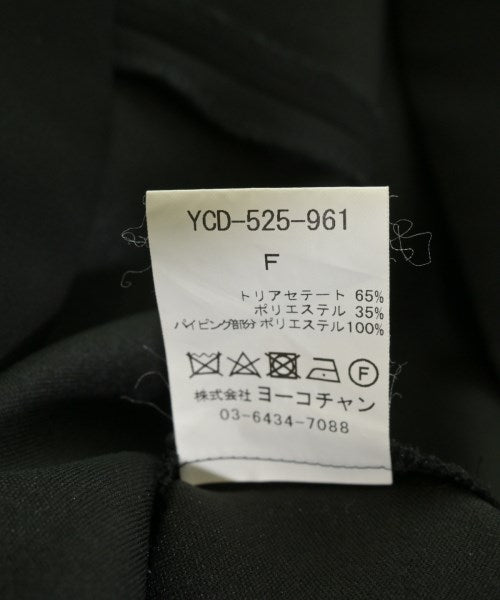 YCD-525-961
F
トリアセテート 65%
ポリエステル 35%
パイピング部分 ポリエステル100%
F
株式会社 ヨーコチャン
03-6434-7088